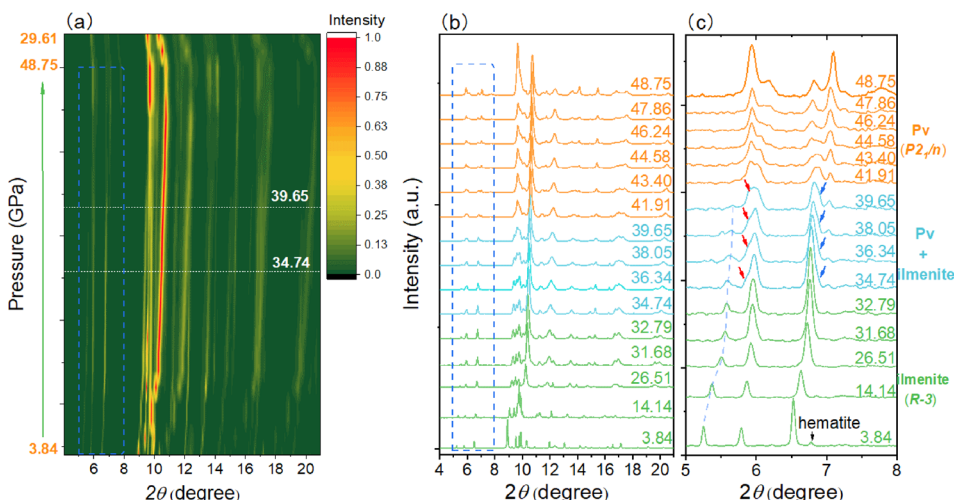 (a)
Intensity
1.0
0.88
0.75
0.63
0.50
0.38
0.25
0.13
0.0
29.61
48.75
39.65
34.74
3.84
Pressure (GPa)
4 6 8 10 12 14 16 18 20
2θ (degree)
(b)
48.75
47.86
46.24
44.58
43.40
41.91
39.65
38.05
36.34
34.74
32.79
31.68
26.51
14.14
3.84
Intensity (a.u.)
4 6 8 10 12 14 16 18 20
2θ (degree)
(c)
48.75
47.86
46.24
44.58
43.40
41.91
39.65
38.05
36.34
34.74
32.79
31.68
26.51
14.14
3.84
Pv
(P2₁/n)
Pv
+
ilmenite
ilmenite
(R-3)
hematite
5 6 7 8
2θ (degree)